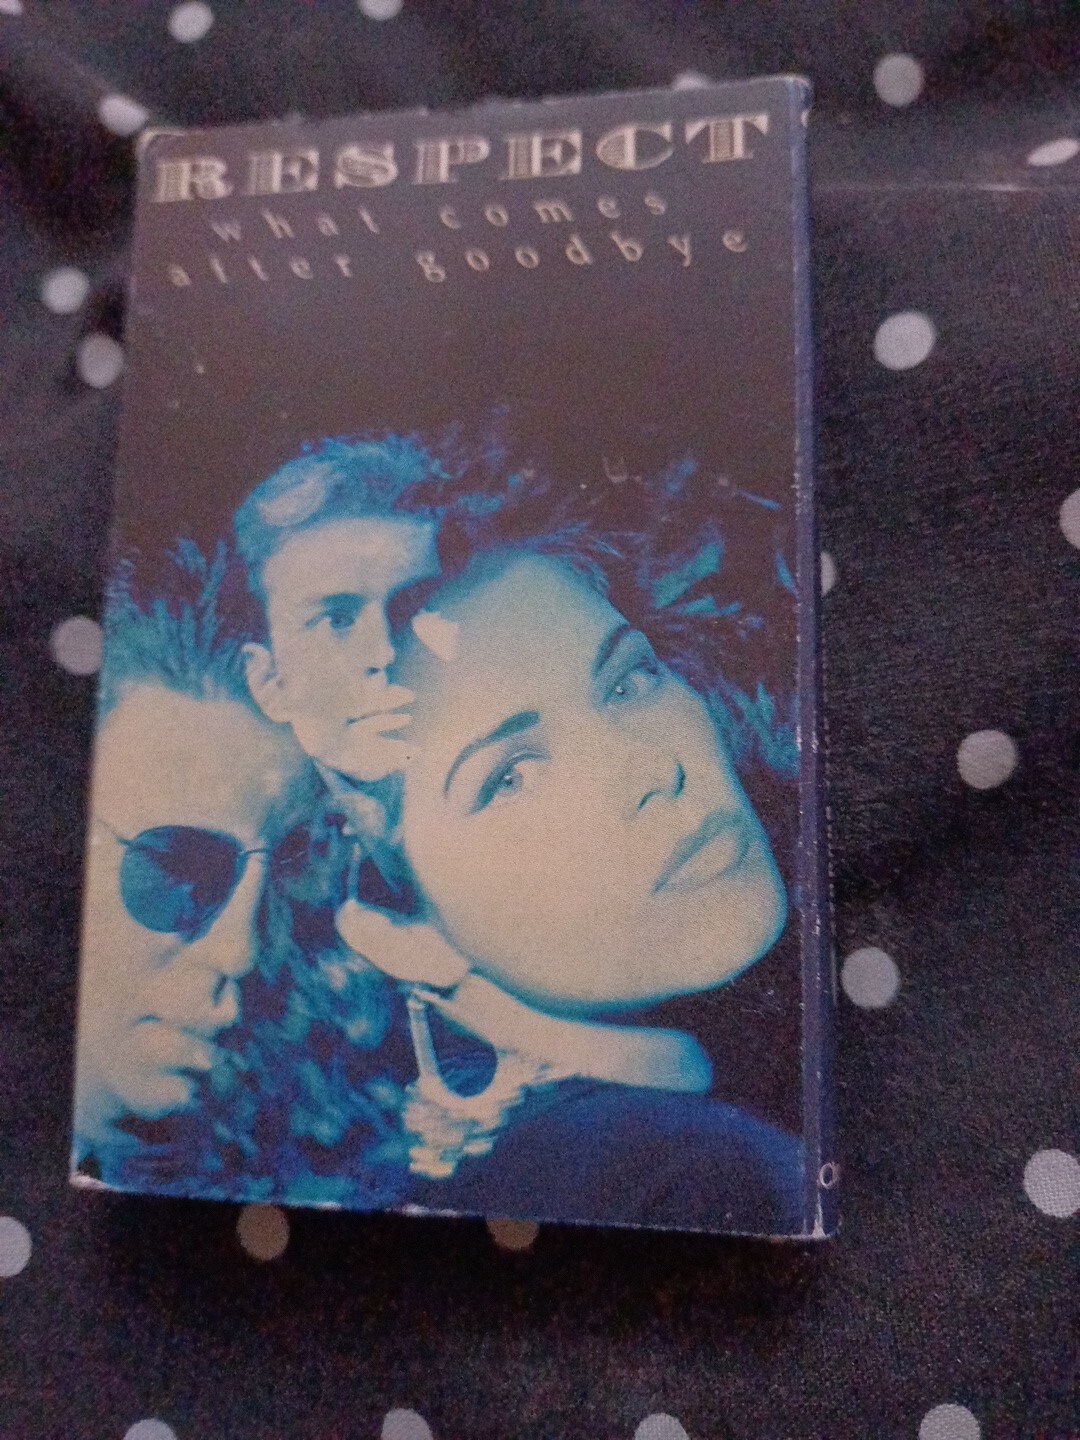 RESPECT
what comes
after goodbye